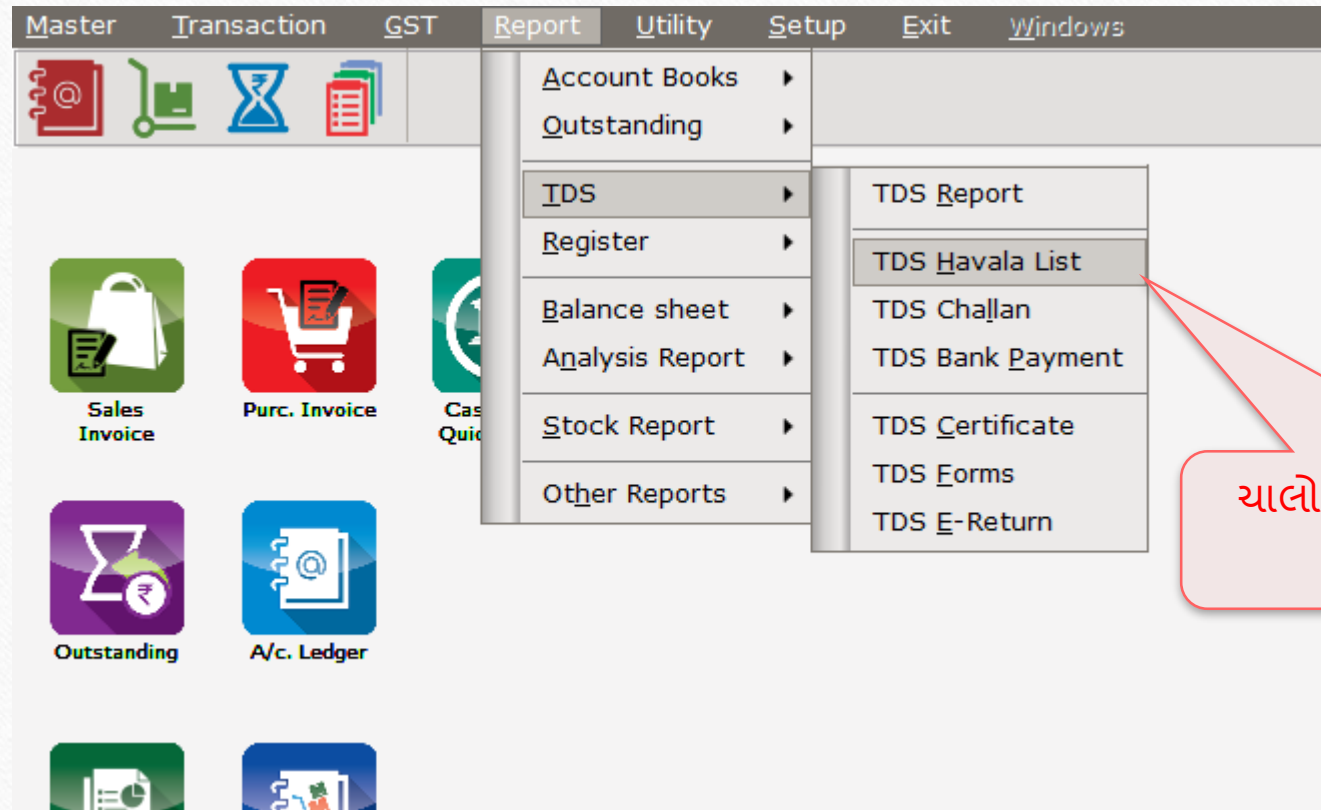 Master Transaction GST Report Utility Setup Exit Windows
Account Books
Outstanding
TDS
Register
Balance sheet
Analysis Report
Stock Report
Other Reports
TDS Report
TDS Havala List
TDS Challan
TDS Bank Payment
TDS Certificate
TDS Forms
TDS E-Return
ચાલો
Sales
Invoice
Purc. Invoice
Outstanding
A/c. Ledger